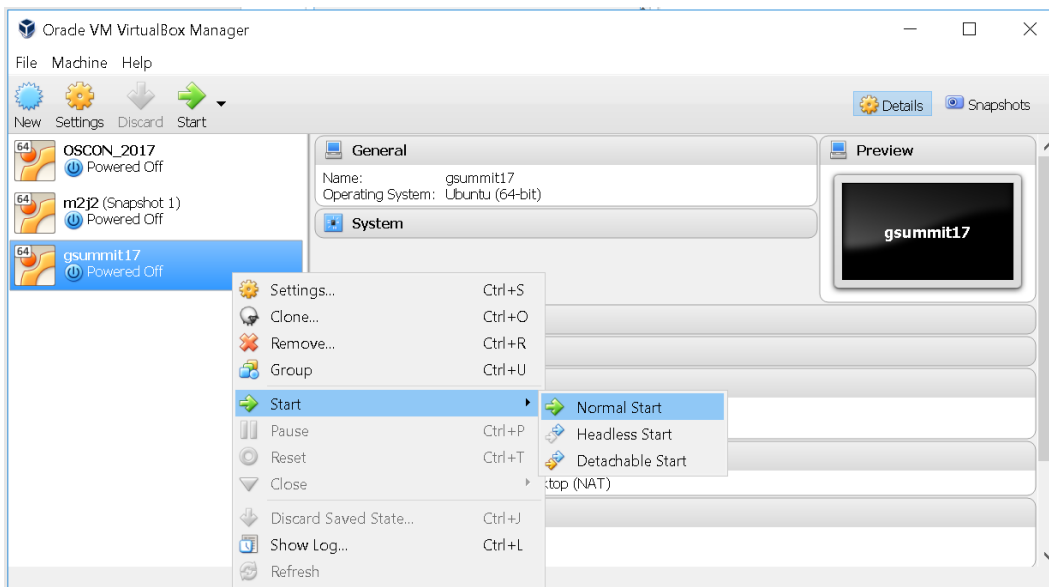 Oracle VM VirtualBox Manager
File Machine Help
New Settings Discard Start
Details Snapshots
64 OSCON_2017
Powered Off
64 m2j2 (Snapshot 1)
Powered Off
64 gsummit17
Powered Off
General
Name: gsummit17
Operating System: Ubuntu (64-bit)
System
Preview
gsummit17
Settings... Ctrl+S
Clone... Ctrl+O
Remove... Ctrl+R
Group Ctrl+U
Start
Pause Ctrl+P
Reset Ctrl+T
Close
Discard Saved State... Ctrl+J
Show Log... Ctrl+L
Refresh
Normal Start
Headless Start
Detachable Start
ktop (NAT)